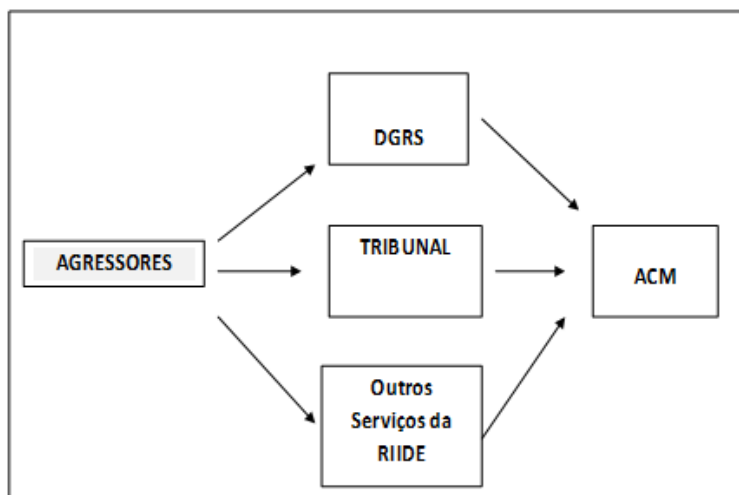 DGRS
AGRESSORES
TRIBUNAL
ACM
Outros
Serviços da
RIIDE